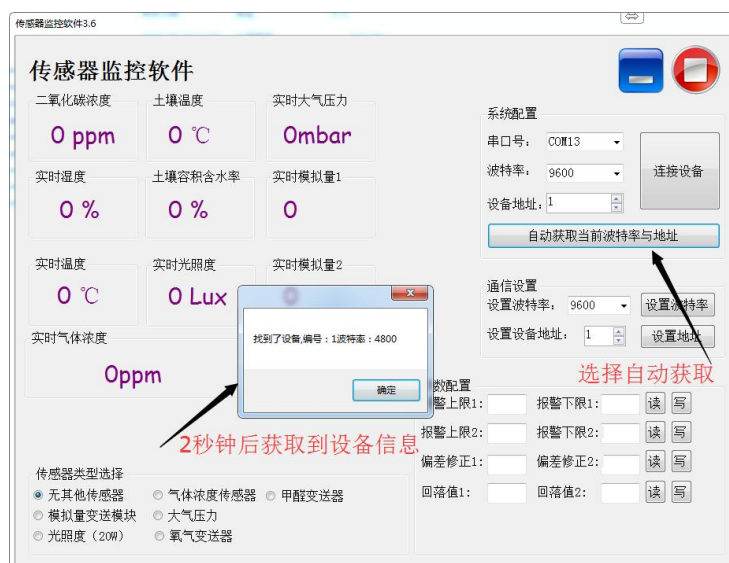 传感器监控软件3.6
传感器监控软件
二氧化碳浓度
0 ppm
土壤温度
0 ℃
实时大气压力
0mbar
实时湿度
0 %
土壤容积含水率
0 %
实时模拟量1
0
实时温度
0 ℃
实时光照度
0 Lux
实时模拟量2
0
实时气体浓度
0ppm
找到了设备,编号：1波特率：4800
确定
2秒钟后获取到设备信息
传感器类型选择
无其他传感器
气体浓度传感器
甲醛变送器
模拟量变送模块
大气压力
光照度（20W）
氧气变送器
系统配置
串口号： COM13
波特率： 9600
设备地址：1
连接设备
自动获取当前波特率与地址
通信设置
设置波特率： 9600 设置波特率
设置设备地址： 1 设置地址
选择自动获取
数配置
警上限1: 报警下限1: 读 写
报警上限2: 报警下限2: 读 写
偏差修正1: 偏差修正2: 读 写
回落值1: 回落值2: 读 写